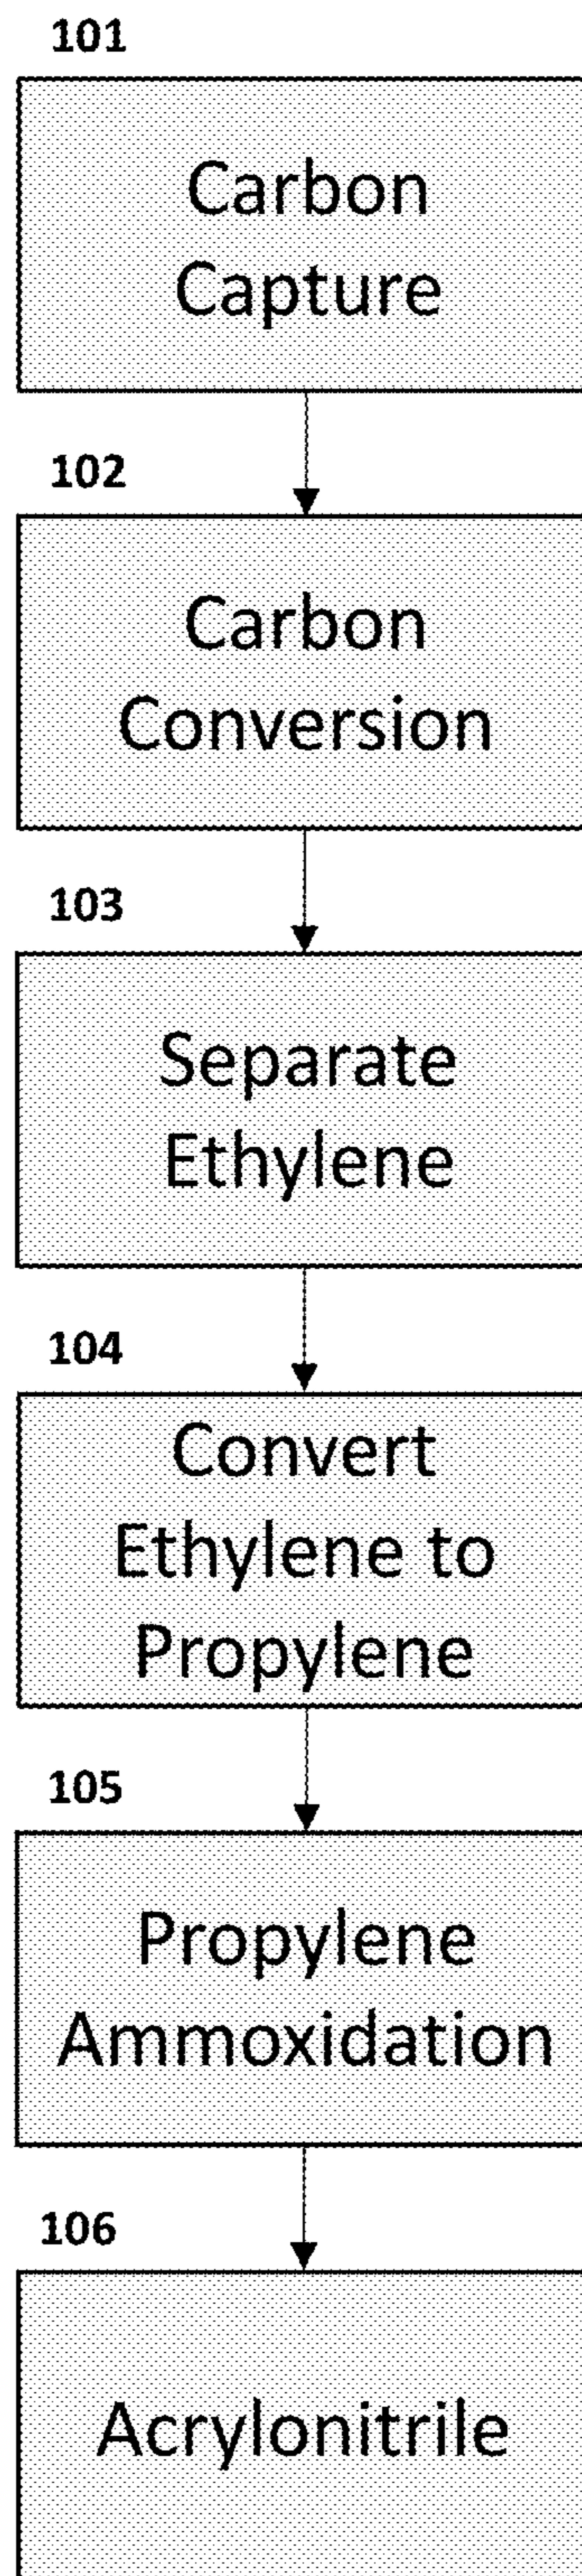 101
Carbon
Capture
102
Carbon
Conversion
103
Separate
Ethylene
104
Convert
Ethylene to
Propylene
105
Propylene
Ammoxidation
106
Acrylonitrile